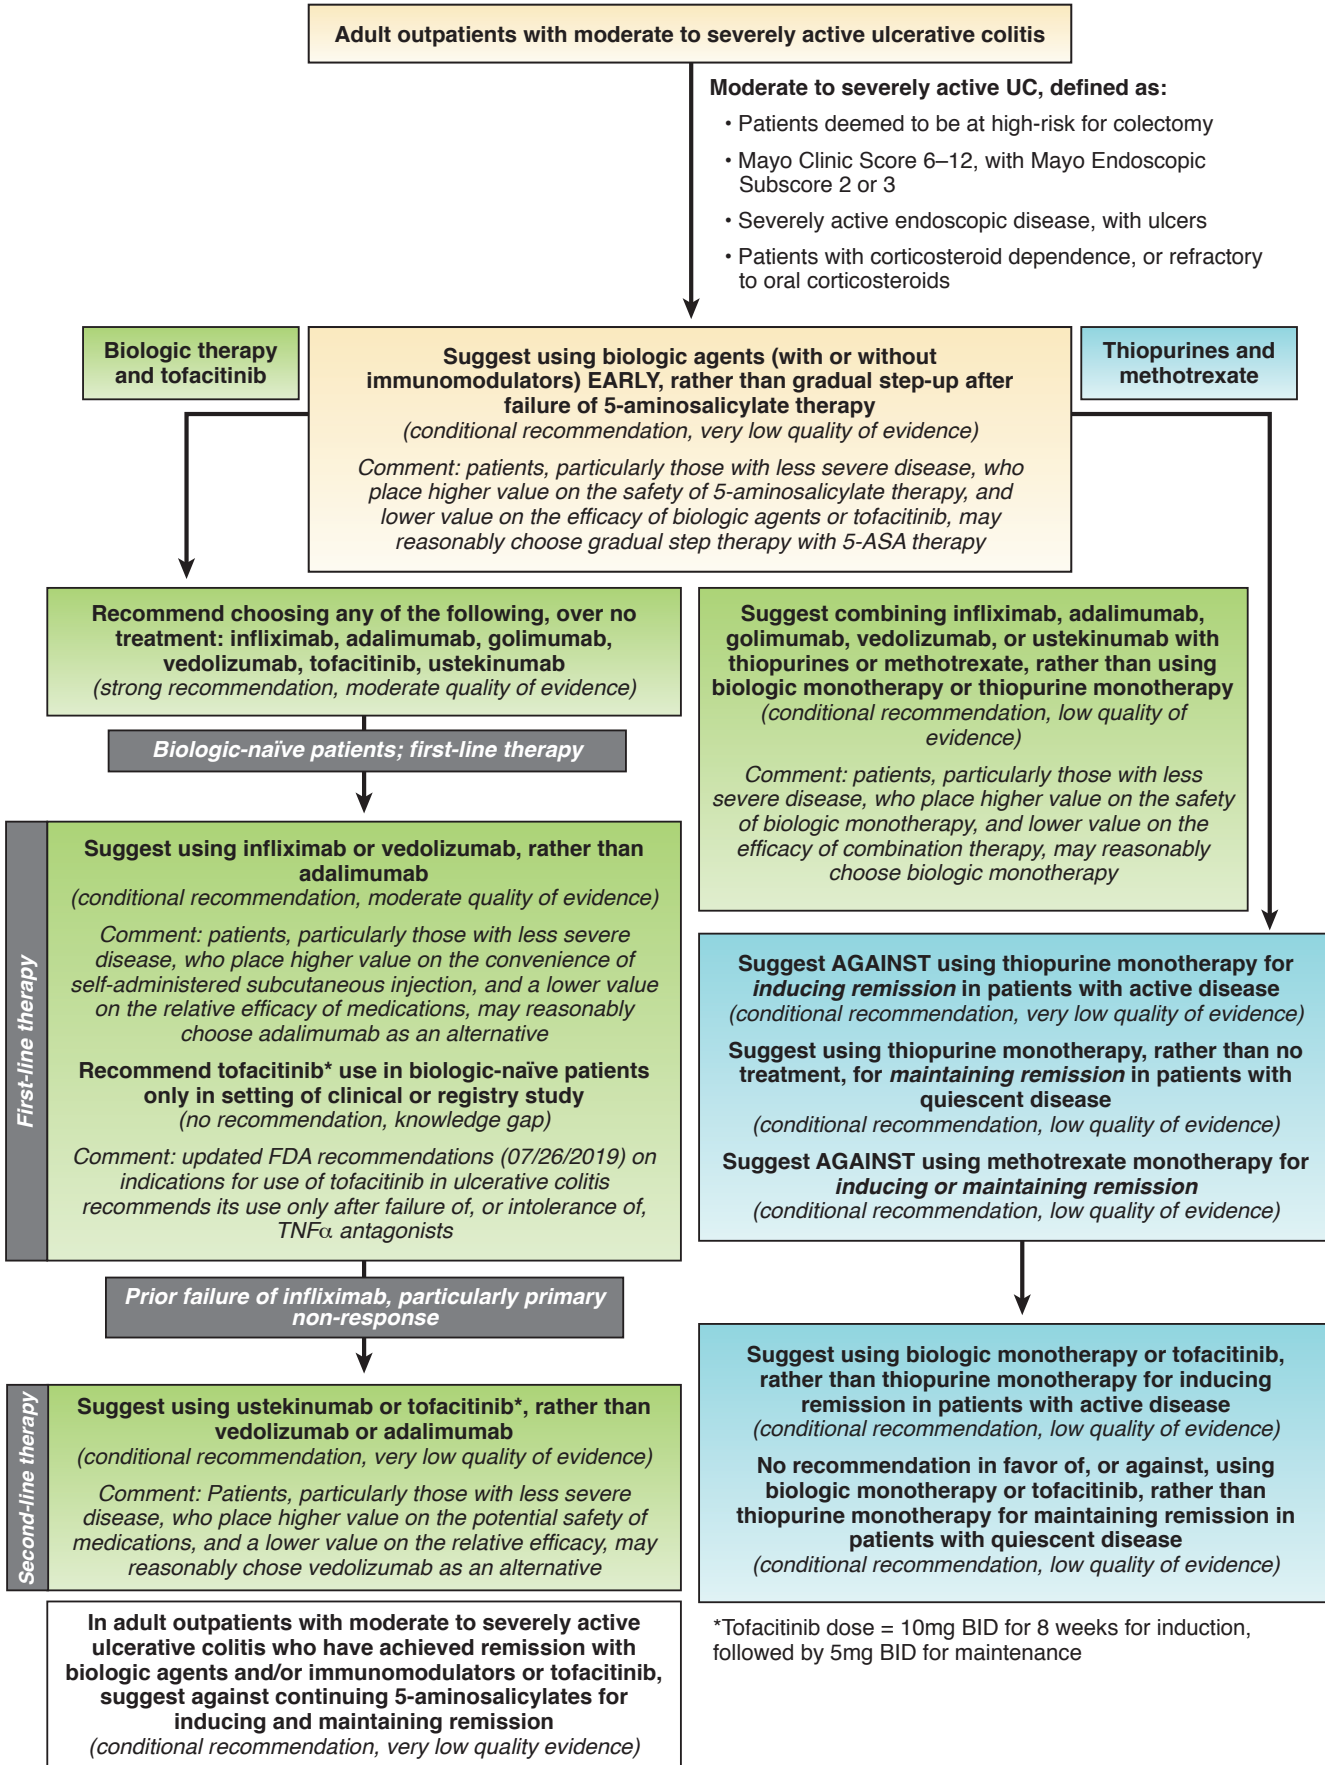 Adult outpatients with moderate to severely active ulcerative colitis
Moderate to severely active UC, defined as:
• Patients deemed to be at high-risk for colectomy
• Mayo Clinic Score 6–12, with Mayo Endoscopic
Subscore 2 or 3
• Severely active endoscopic disease, with ulcers
• Patients with corticosteroid dependence, or refractory
to oral corticosteroids
Biologic therapy
and tofacitinib
Suggest using biologic agents (with or without
immunomodulators) EARLY, rather than gradual step-up after
failure of 5-aminosalicylate therapy
(conditional recommendation, very low quality of evidence)
Comment: patients, particularly those with less severe disease, who
place higher value on the safety of 5-aminosalicylate therapy, and
lower value on the efficacy of biologic agents or tofacitinib, may
reasonably choose gradual step therapy with 5-ASA therapy
Thiopurines and
methotrexate
Recommend choosing any of the following, over no
treatment: infliximab, adalimumab, golimumab,
vedolizumab, tofacitinib, ustekinumab
(strong recommendation, moderate quality of evidence)
Biologic-naïve patients; first-line therapy
First-line therapy
Suggest using infliximab or vedolizumab, rather than
adalimumab
(conditional recommendation, moderate quality of evidence)
Comment: patients, particularly those with less severe
disease, who place higher value on the convenience of
self-administered subcutaneous injection, and a lower value
on the relative efficacy of medications, may reasonably
choose adalimumab as an alternative
Recommend tofacitinib* use in biologic-naïve patients
only in setting of clinical or registry study
(no recommendation, knowledge gap)
Comment: updated FDA recommendations (07/26/2019) on
indications for use of tofacitinib in ulcerative colitis
recommends its use only after failure of, or intolerance of,
TNFα antagonists
Prior failure of infliximab, particularly primary
non-response
Second-line therapy
Suggest using ustekinumab or tofacitinib*, rather than
vedolizumab or adalimumab
(conditional recommendation, very low quality of evidence)
Comment: Patients, particularly those with less severe
disease, who place higher value on the potential safety of
medications, and a lower value on the relative efficacy, may
reasonably chose vedolizumab as an alternative
In adult outpatients with moderate to severely active
ulcerative colitis who have achieved remission with
biologic agents and/or immunomodulators or tofacitinib,
suggest against continuing 5-aminosalicylates for
inducing and maintaining remission
(conditional recommendation, very low quality evidence)
Suggest combining infliximab, adalimumab,
golimumab, vedolizumab, or ustekinumab with
thiopurines or methotrexate, rather than using
biologic monotherapy or thiopurine monotherapy
(conditional recommendation, low quality of
evidence)
Comment: patients, particularly those with less
severe disease, who place higher value on the safety
of biologic monotherapy, and lower value on the
efficacy of combination therapy, may reasonably
choose biologic monotherapy
Suggest AGAINST using thiopurine monotherapy for
inducing remission in patients with active disease
(conditional recommendation, very low quality of evidence)
Suggest using thiopurine monotherapy, rather than no
treatment, for maintaining remission in patients with
quiescent disease
(conditional recommendation, low quality of evidence)
Suggest AGAINST using methotrexate monotherapy for
inducing or maintaining remission
(conditional recommendation, low quality of evidence)
Suggest using biologic monotherapy or tofacitinib,
rather than thiopurine monotherapy for inducing
remission in patients with active disease
(conditional recommendation, low quality of evidence)
No recommendation in favor of, or against, using
biologic monotherapy or tofacitinib, rather than
thiopurine monotherapy for maintaining remission in
patients with quiescent disease
(conditional recommendation, low quality of evidence)
*Tofacitinib dose = 10mg BID for 8 weeks for induction,
followed by 5mg BID for maintenance